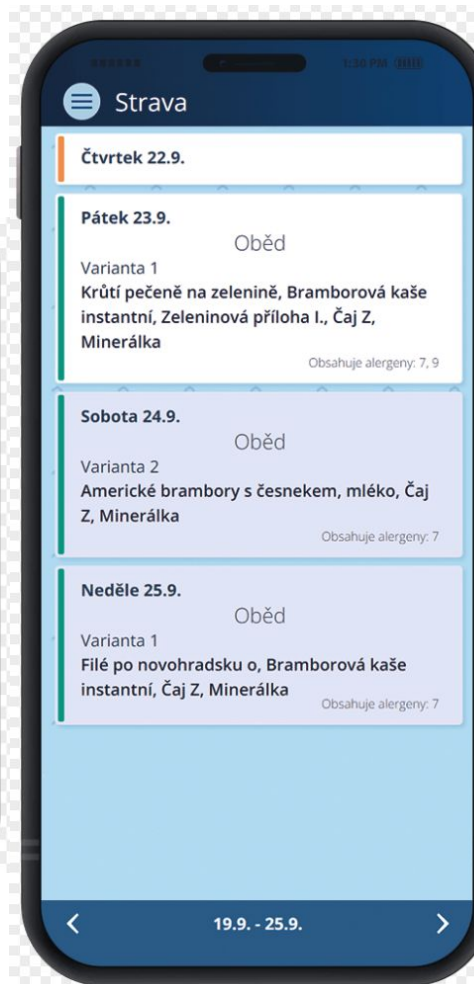 1:30 PM
Strava
Čtvrtek 22.9.
Pátek 23.9.
Oběd
Varianta 1
Krůtí pečeně na zelenině, Bramborová kaše
instantní, Zeleninová příloha I., Čaj Z,
Minerálka
Obsahuje alergeny: 7, 9
Sobota 24.9.
Oběd
Varianta 2
Americké brambory s česnekem, mléko, Čaj
Z, Minerálka
Obsahuje alergeny: 7
Neděle 25.9.
Oběd
Varianta 1
Filé po novohradsku o, Bramborová kaše
instantní, Čaj Z, Minerálka
Obsahuje alergeny: 7
19.9. - 25.9.